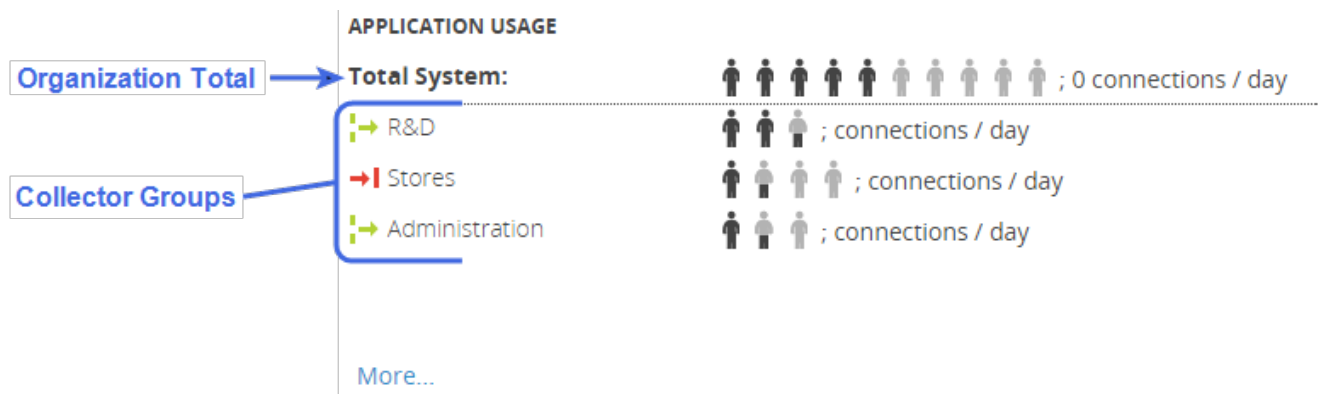 APPLICATION USAGE
Organization Total
Total System:
; 0 connections / day
R&D
; connections / day
Stores
; connections / day
Collector Groups
Administration
; connections / day
More...